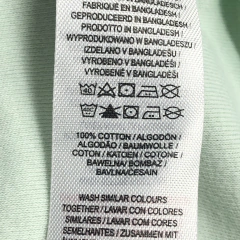 FABRIQUÉ EN BANGLADESH /
GEPRODUCEERD IN BANGLADESH /
PRODOTTO IN BANGLADESH /
WYPRODUKOWANO W BANGLADESZU /
IZDELANO V BANGLADEŠU /
VYROBENÉ V BANGLADÉŠI /
VYROBENO V BANGLADÉŠI
40
100% COTTON / ALGODÓN /
ALGODÃO / BAUMWOLLE /
COTON / KATOEN / COTONE /
BAWEŁNA / BOMBAŽ /
BAVLNA/ČESAIN
WASH SIMILAR COLOURS
TOGETHER / LAVAR CON COLORES
SIMILARES / LAVAR COM CORES
SEMELHANTES / ZUSAMMEN MIT